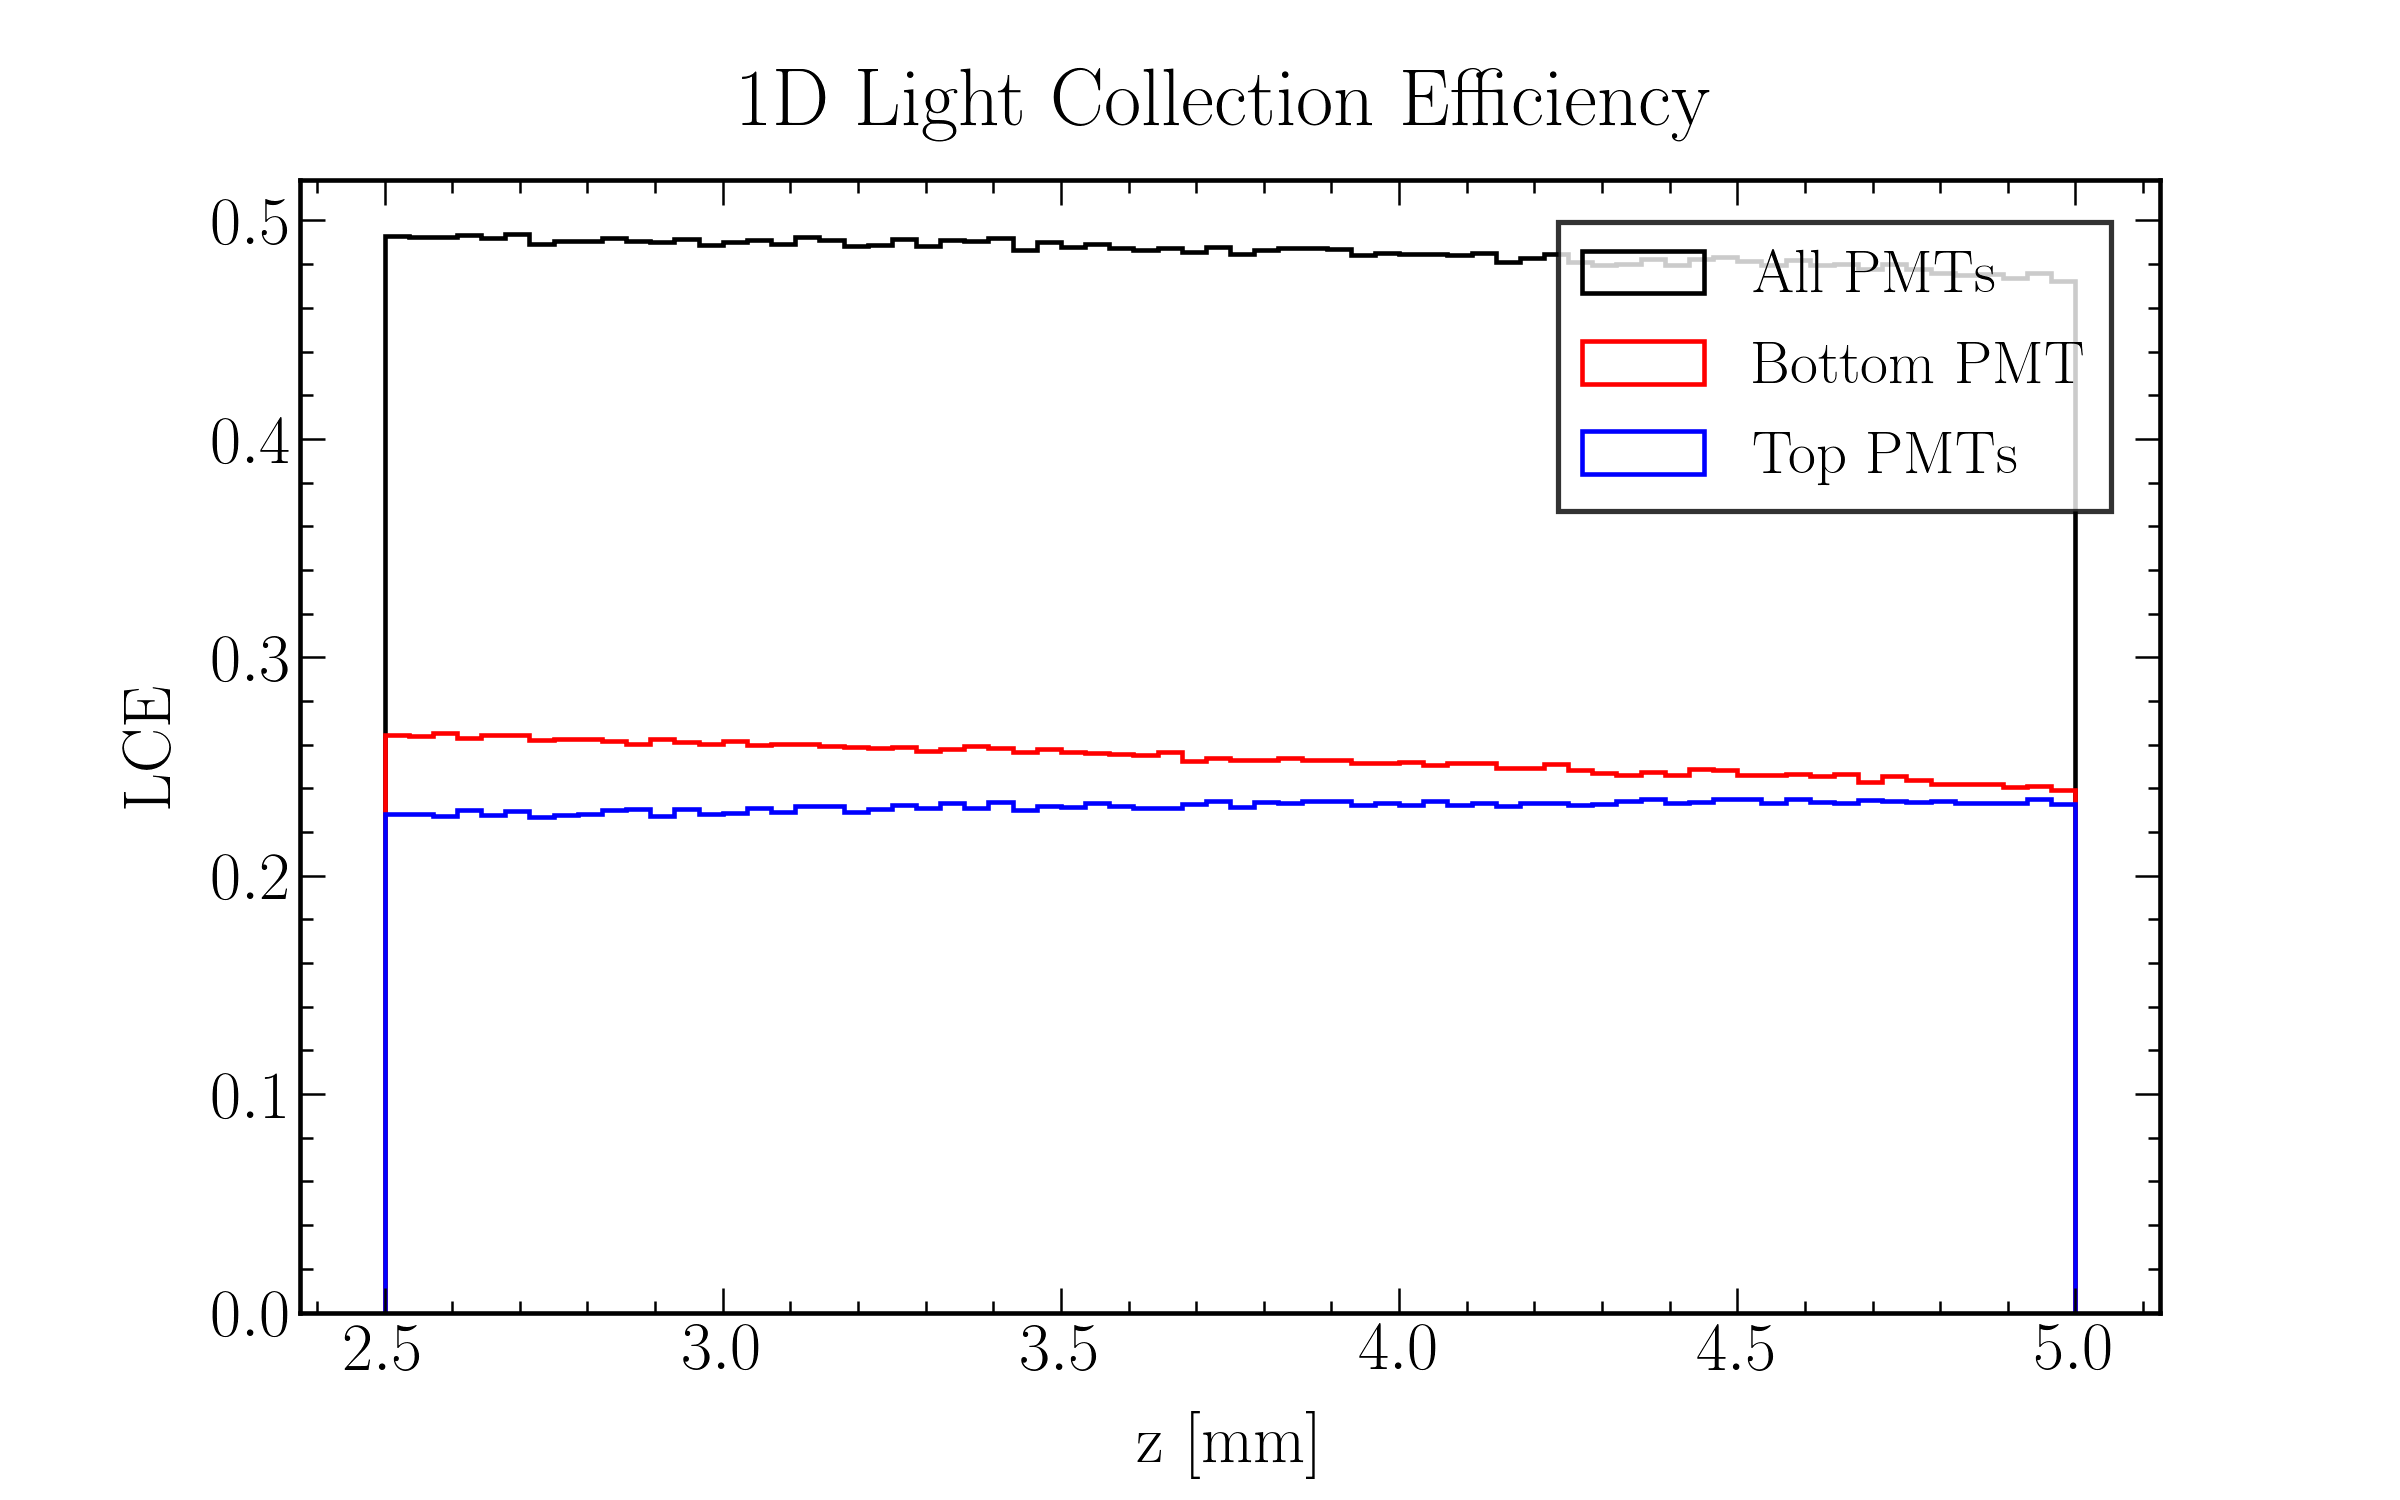 1D Light Collection Efficiency
LCE
0.5
0.4
0.3
0.2
0.1
0.0
All PMTs
Bottom PMT
Top PMTs
2.5 3.0 3.5 4.0 4.5 5.0
z [mm]